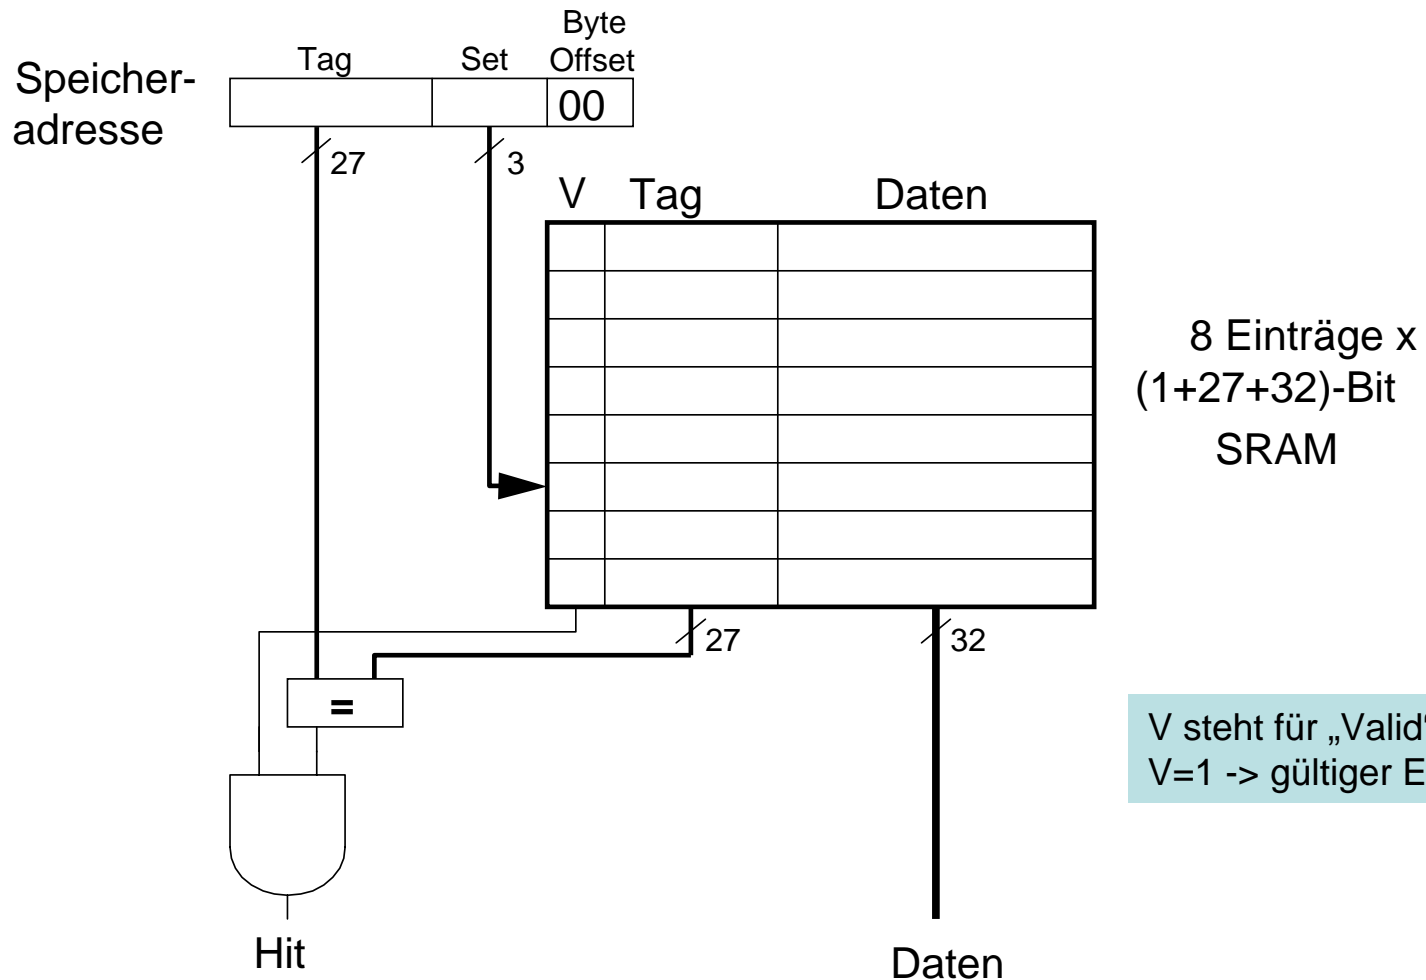 Speicher-
adresse
Tag
Set
Byte
Offset
00
27
3
V
Tag
Daten
8 Einträge x
(1+27+32)-Bit
SRAM
27
32
=
V steht für „Valid“
V=1 -> gültiger
Hit
Daten